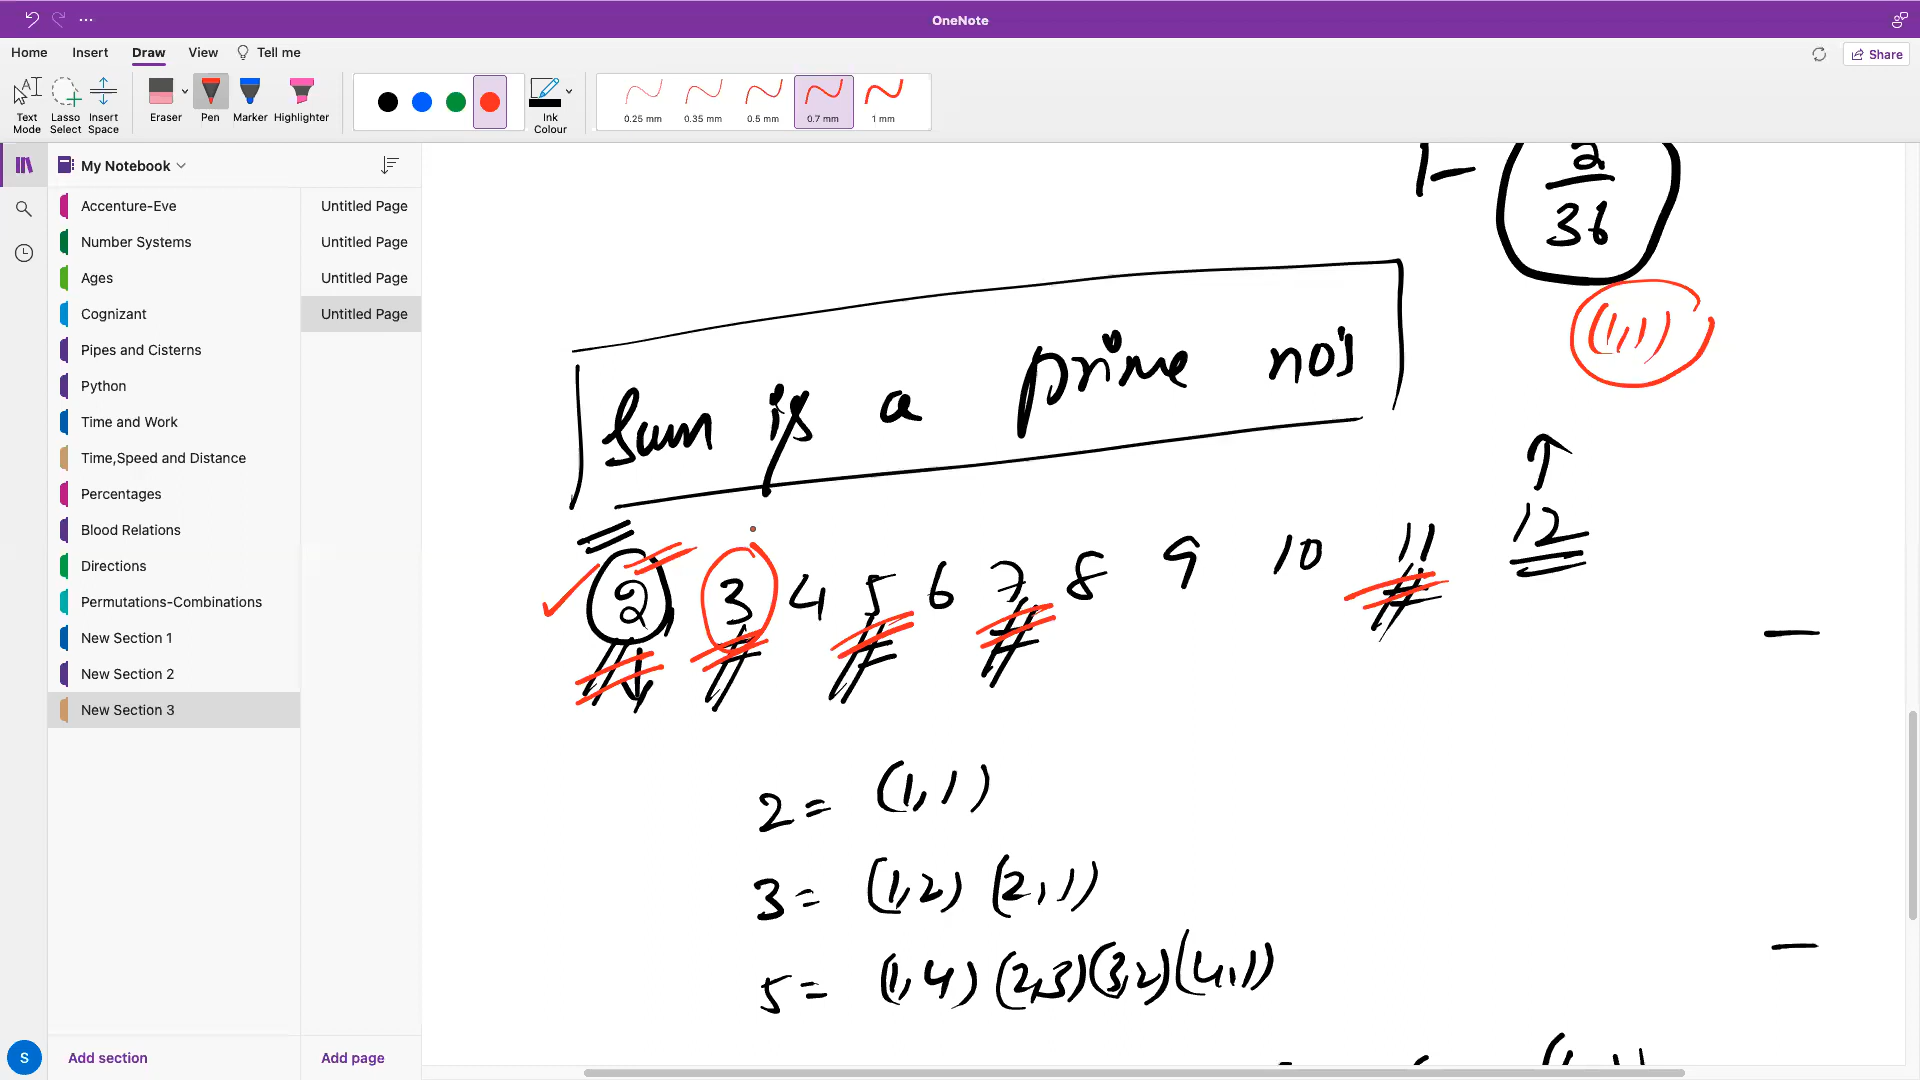 OneNote
Home Insert Draw View Tell me
Share
Text Mode
Lasso Select
Insert Space
Eraser
Pen
Marker
Highlighter
Ink Colour
0.25 mm
0.35 mm
0.5 mm
0.7 mm
1 mm
My Notebook
Accenture-Eve
Number Systems
Ages
Cognizant
Pipes and Cisterns
Python
Time and Work
Time,Speed and Distance
Percentages
Blood Relations
Directions
Permutations-Combinations
New Section 1
New Section 2
New Section 3
Add section
Untitled Page
Untitled Page
Untitled Page
Untitled Page
Add page
S
1 - 2/36
(1,1)
Sum is a prime no's
2 3 4 5 6 7 8 9 10 11 12
2 = (1,1)
3 = (1,2) (2,1)
5 = (1,4) (2,3) (3,2) (4,1)